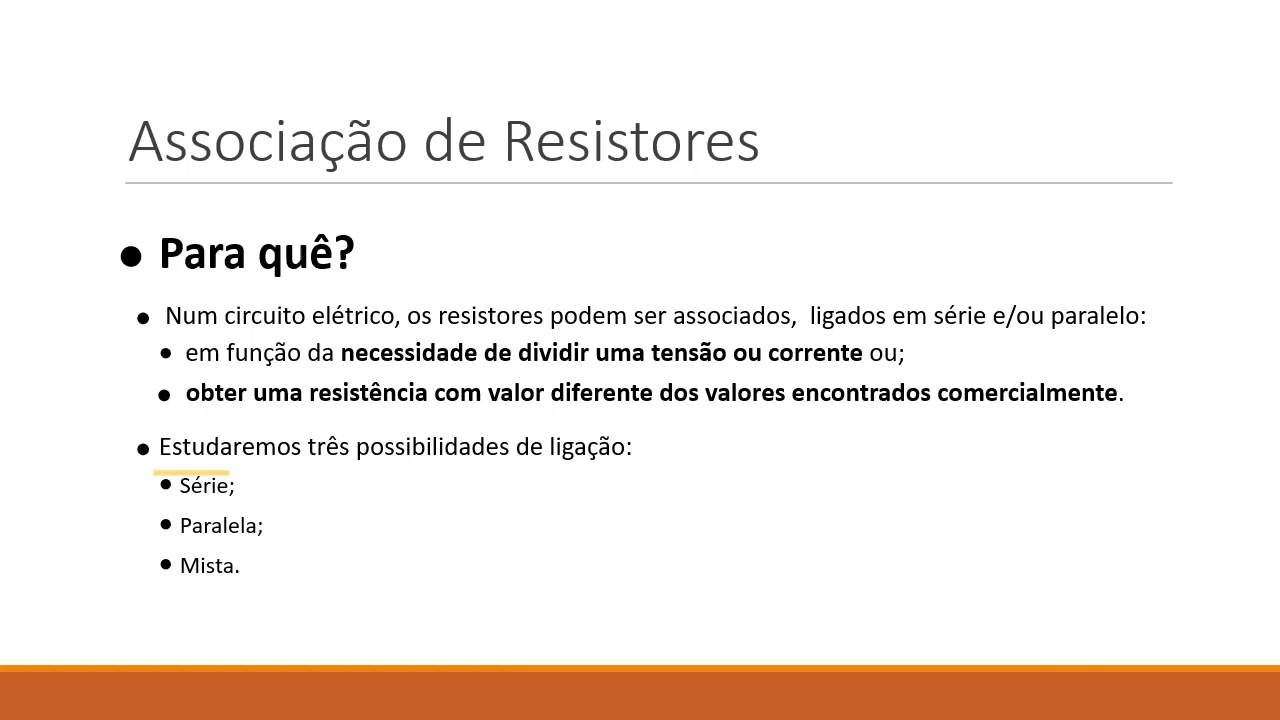 Associação de Resistores
● Para quê?
● Num circuito elétrico, os resistores podem ser associados, ligados em série e/ou paralelo:
● em função da necessidade de dividir uma tensão ou corrente ou;
● obter uma resistência com valor diferente dos valores encontrados comercialmente.
● Estudaremos três possibilidades de ligação:
● Série;
● Paralela;
● Mista.